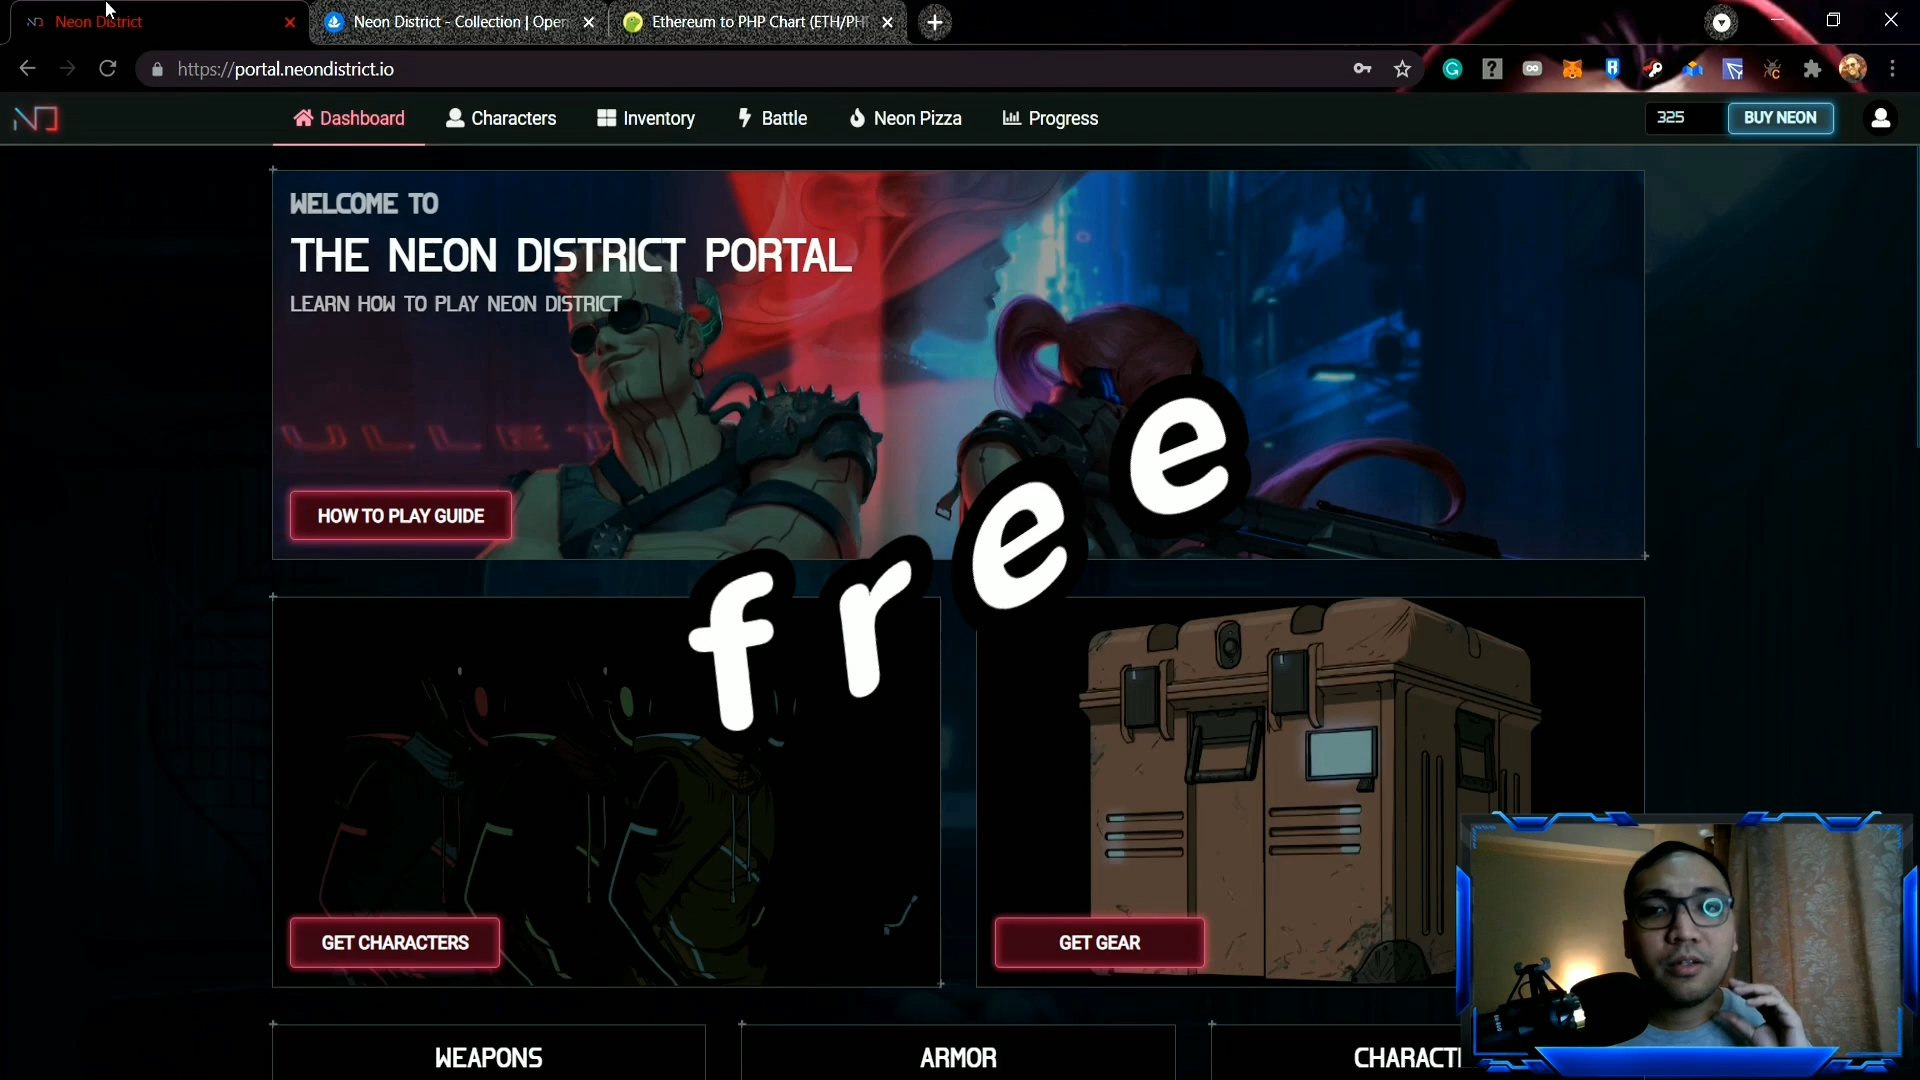 Neon District
Neon District - Collection | Oper
Ethereum to PHP Chart (ETH/PH
https://portal.neondistrict.io
ND
Dashboard
Characters
Inventory
Battle
Neon Pizza
Progress
325
BUY NEON
WELCOME TO
THE NEON DISTRICT PORTAL
LEARN HOW TO PLAY NEON DISTRICT
HOW TO PLAY GUIDE
free
GET CHARACTERS
GET GEAR
WEAPONS
ARMOR
CHARACT